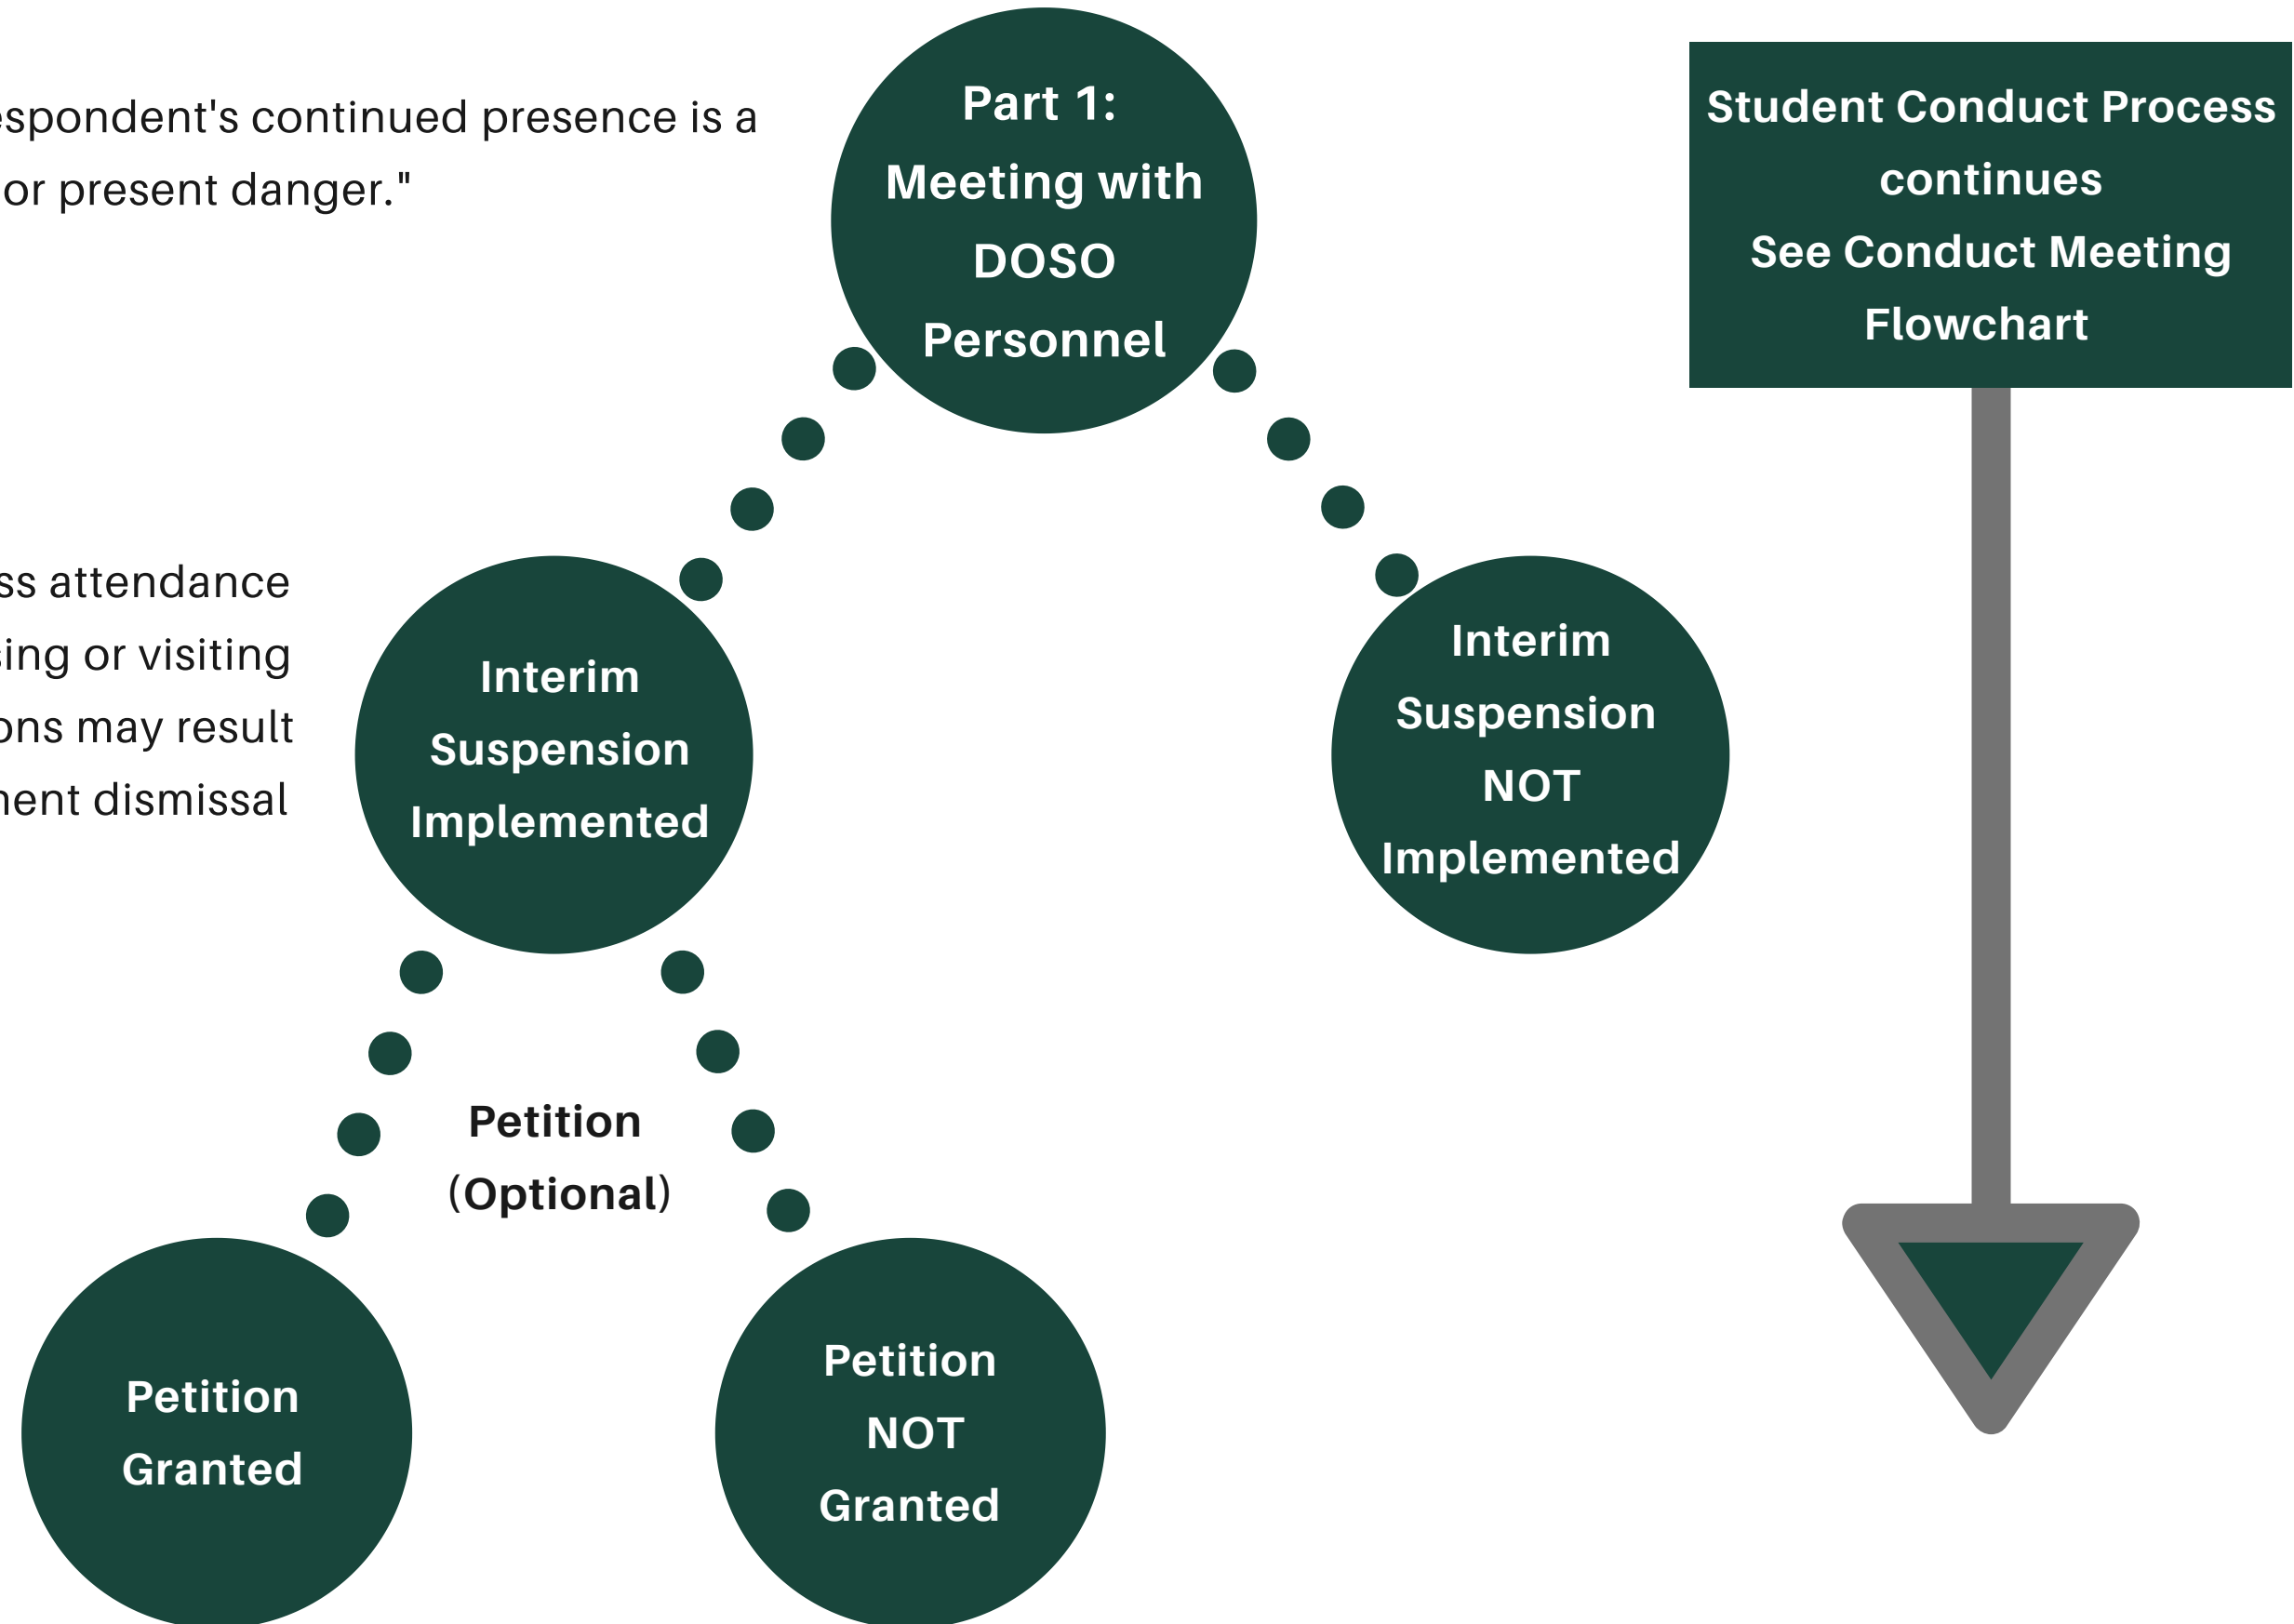 espondent's continued presence is a
or present danger."
Part 1:
Meeting with
DOSO
Personnel
Student Conduct Process
continues
See Conduct Meeting
Flowchart
ss attendance
sing or visiting
ons may result
nent dismissal
Interim
Suspension
Implemented
Interim
Suspension
NOT
Implemented
Petition
(Optional)
Petition
Granted
Petition
NOT
Granted